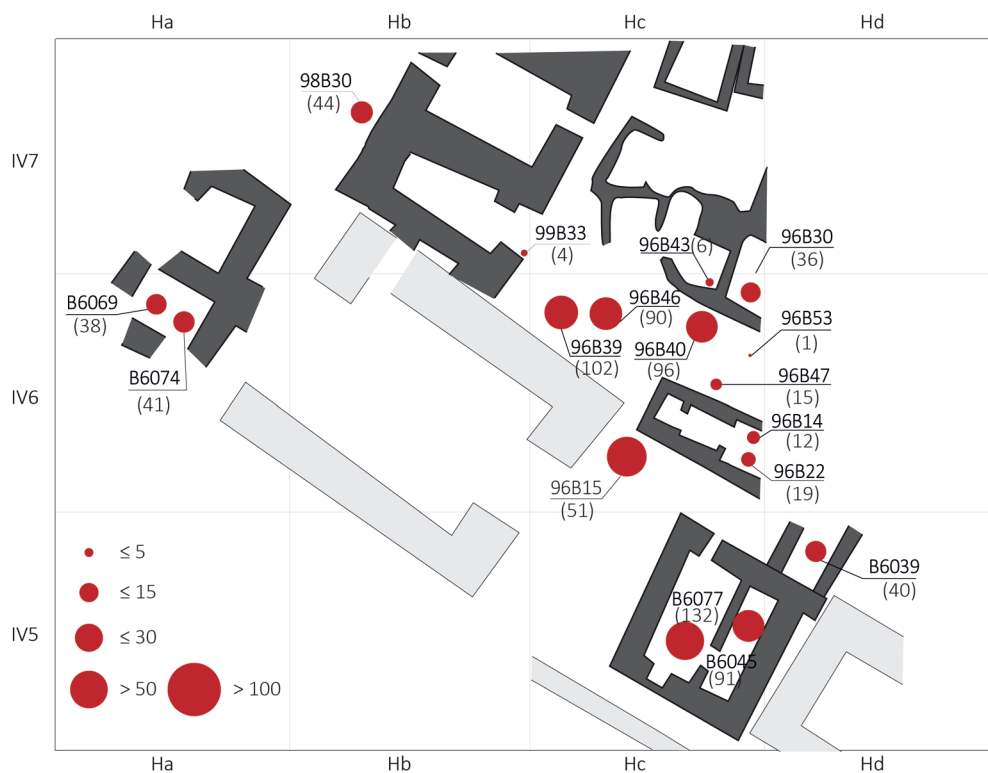 Ha Hb Hc Hd
IV7
98B30
(44)
99B33
(4)
96B43(6)
96B30
(36)
IV6
B6069
(38)
B6074
(41)
96B46
(90)
96B39
(102)
96B40
(96)
96B53
(1)
96B47
(15)
96B14
(12)
96B22
(19)
96B15
(51)
IV5
B6039
(40)
B6077
(132)
B6045
(91)
≤ 5
≤ 15
≤ 30
> 50 > 100
Ha Hb Hc Hd